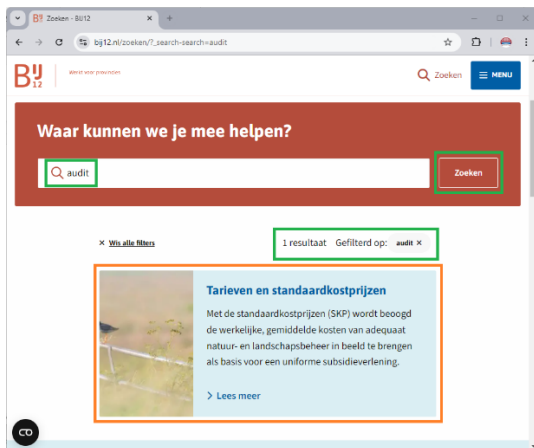 Zoeken - BIJ12
bij12.nl/zoeken/?_search-search=audit
BIJ
12
Werkt voor provincies
Zoeken
MENU
Waar kunnen we je mee helpen?
audit
Zoeken
Wis alle filters
1 resultaat Gefilterd op: audit ×
Tarieven en standaardkostprijzen
Met de standaardkostprijzen (SKP) wordt beoogd
de werkelijke, gemiddelde kosten van adequaat
natuur- en landschapsbeheer in beeld te brengen
als basis voor een uniforme subsidieverlening.
Lees meer